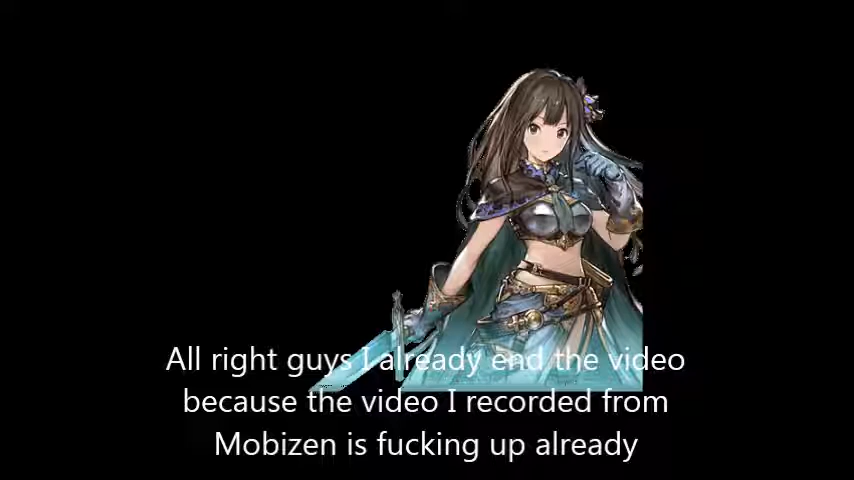 All right guys I already end the video
because the video I recorded from
Mobizen is fucking up already